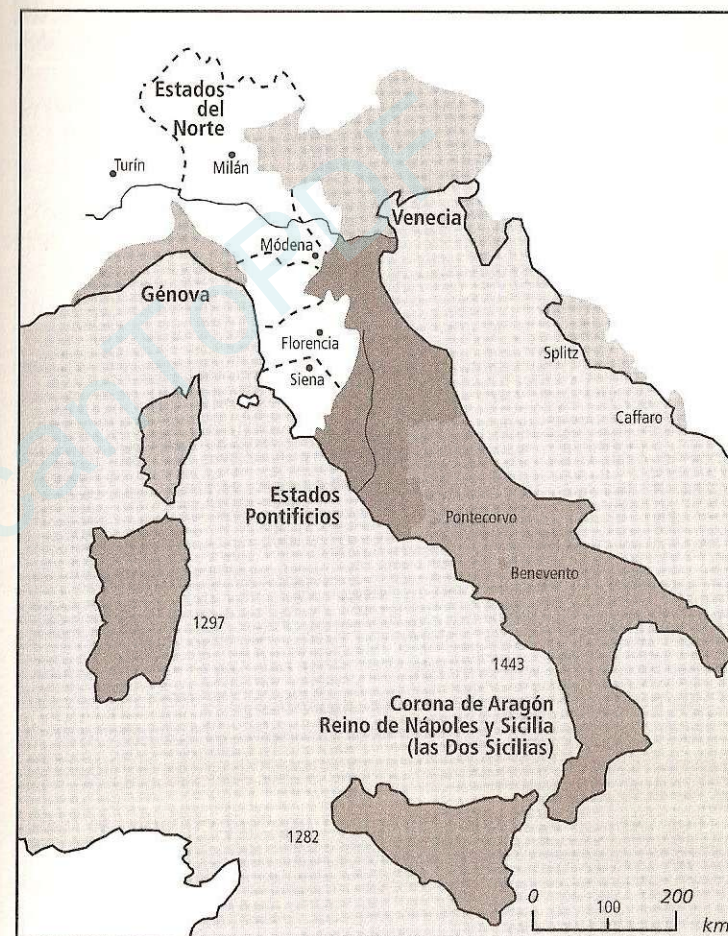 Estados
del
Norte
Turín
Milán
Venecia
Módena
Génova
Florencia
Splitz
Siena
Caffaro
Estados
Pontificios
Pontecorvo
Benevento
1297
1443
Corona de Aragón
Reino de Nápoles y Sicilia
(las Dos Sicilias)
1282
0 100 200
km
CanToPDF